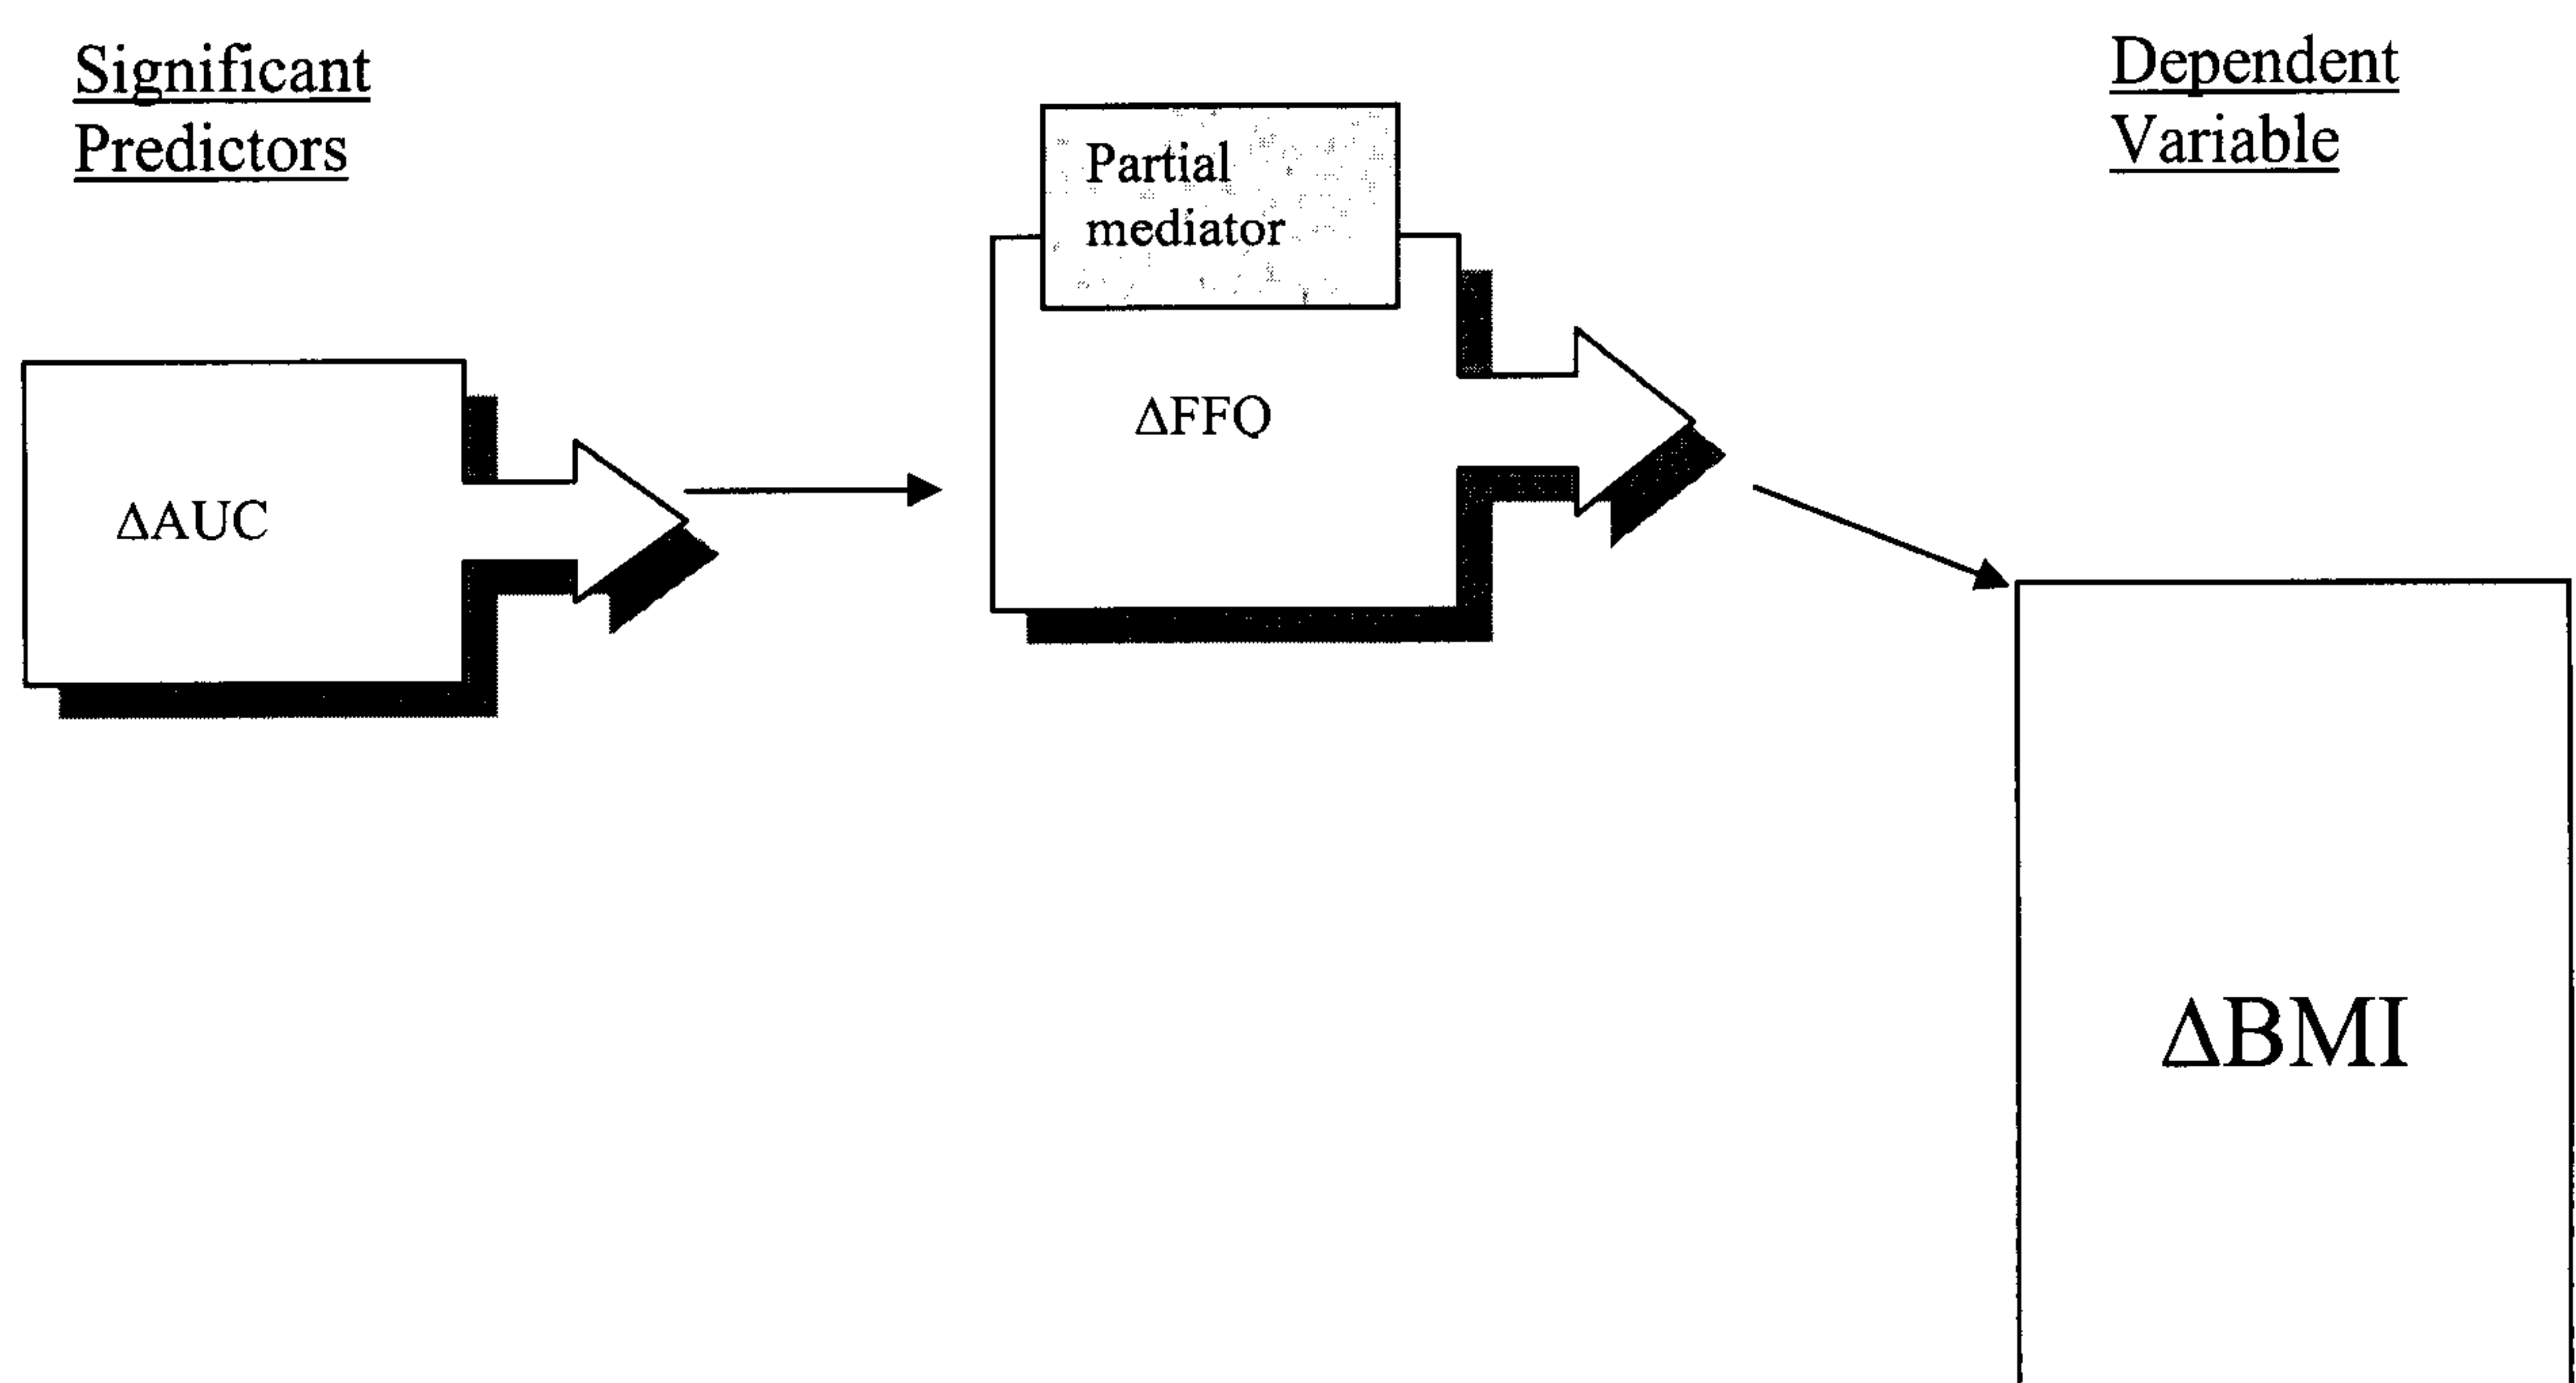 Significant
Predictors
Dependent
Variable
Partial
mediator
ΔFFQ
ΔAUC
ΔBMI